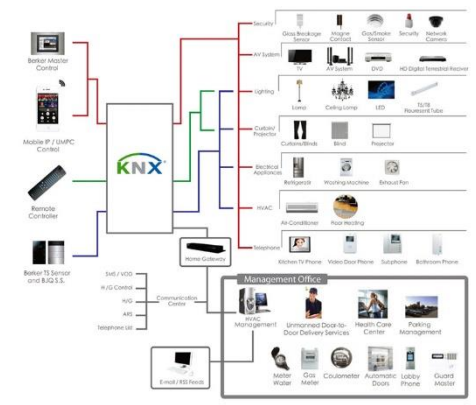 Security
Glass Breakage
Sensor
Magne
Contact
Gas/Smoke
Sensor
Security
Network
Camera
Berker Master
Control
AV System
TV
AV System
DVD
HD Digital Terrestrial Receiver
Lighting
Lamp
Ceiling Lamp
LED
T5/T8
Flourescent Tube
Mobile IP / UMPC
Control
Curtain/
Projector
Curtains/Blinds
Blind
Projector
KNX
Electrical
Appliances
Refrigerator
Washing Machine
Exhaust Fan
Remote
Controller
HVAC
Air-Conditioner
Floor Heating
Telephone
Kitchen TV Phone
Video Door Phone
Subphone
Bathroom Phone
Berker TS Sensor
and B.IQ S.S.
Home Gateway
SMS / VOD
H/G Control
H/G
ARS
Telephone List
Communication
Center
Management Office
HVAC
Management
Unmanned Door-to-
Door Delivery Services
Health Care
Center
Parking
Management
Meter
Water
Gas
Meter
Coulometer
Automatic
Doors
Lobby
Phone
Guard
Master
E-mail / RSS Feeds